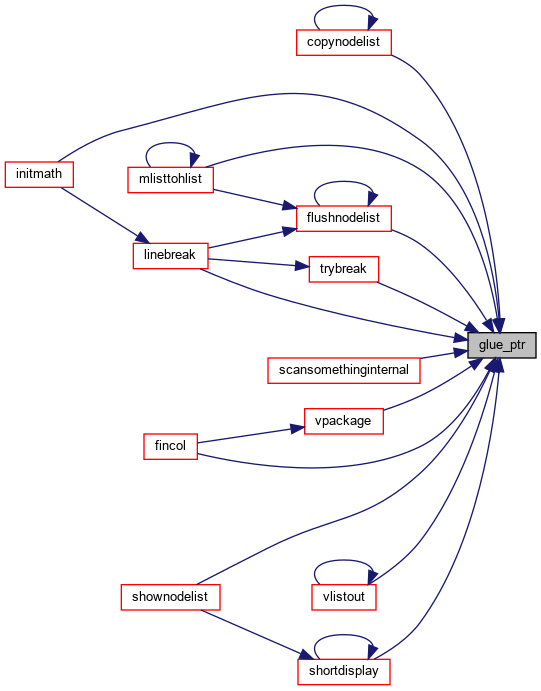 copynodelist
initmath
mlisttohlist
flushnodelist
linebreak
trybreak
glue_ptr
scansomethinginternal
vpackage
fincol
shownodelist
vlistout
shortdisplay